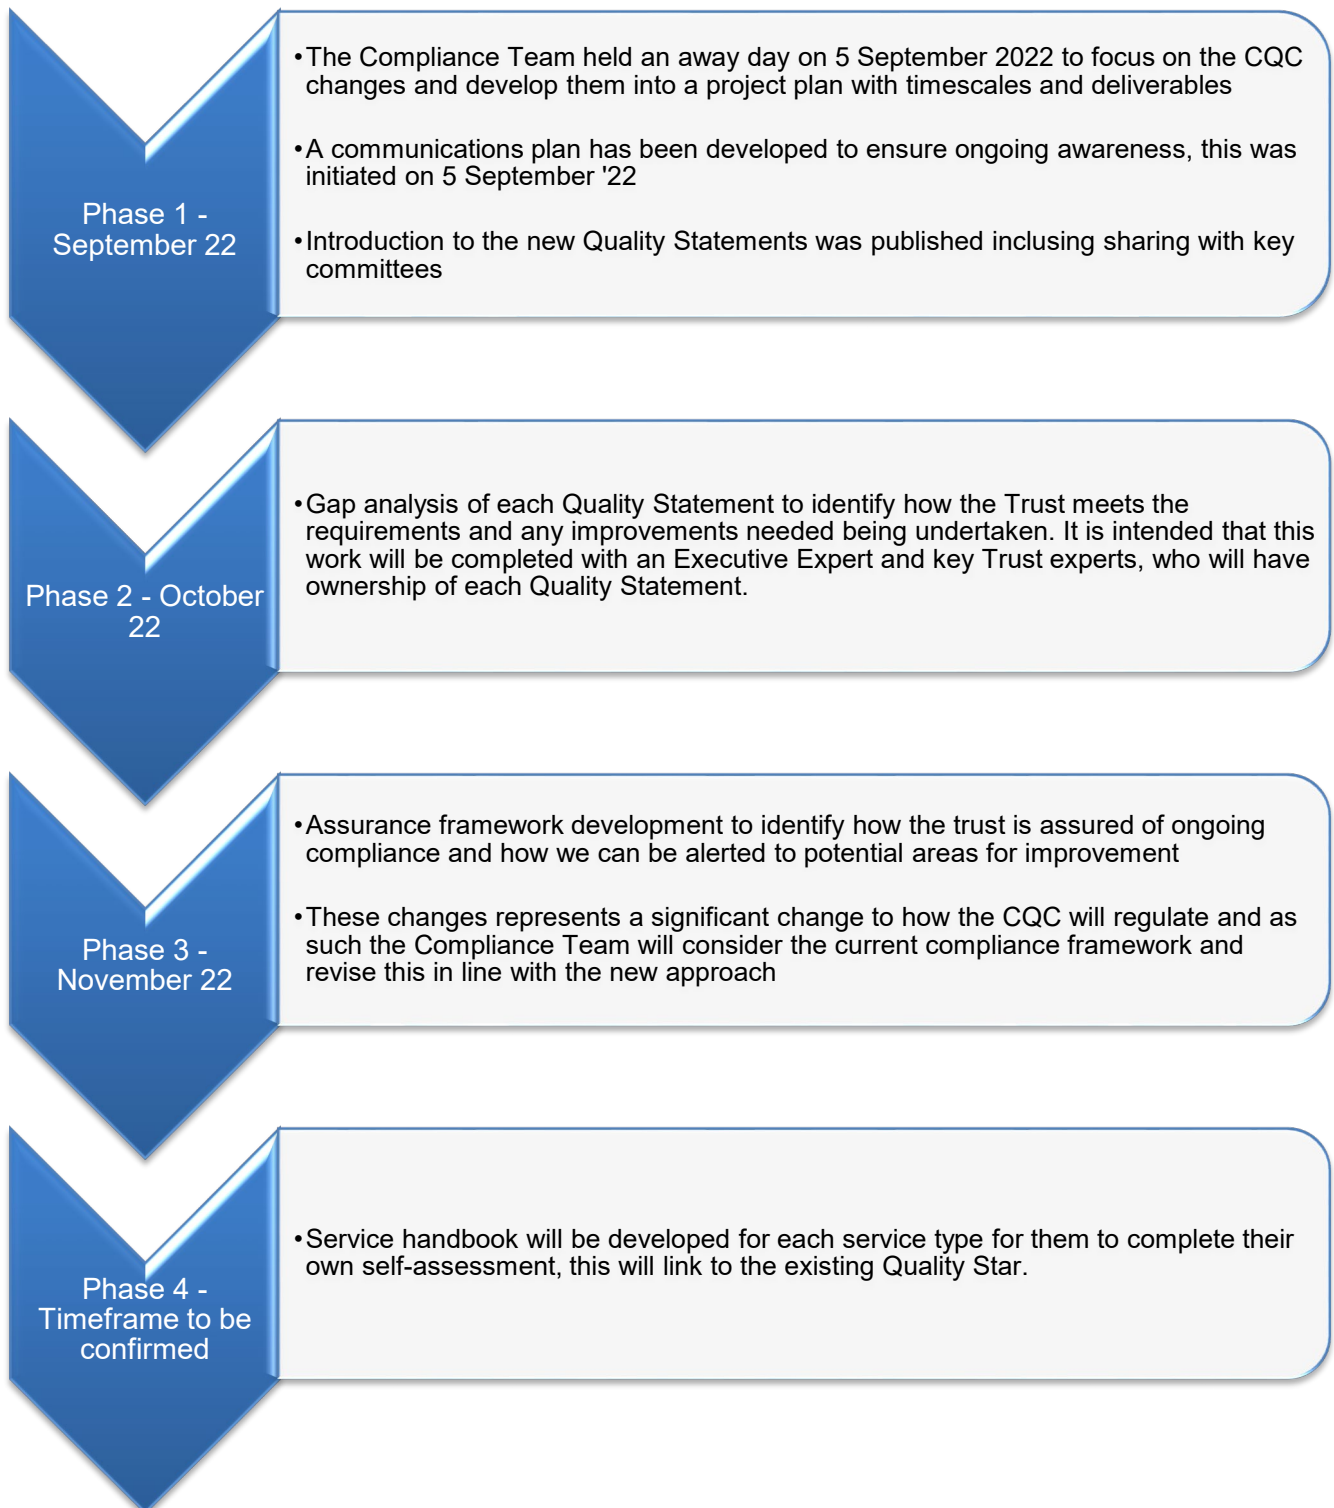 Phase 1 -
September 22
•The Compliance Team held an away day on 5 September 2022 to focus on the CQC
changes and develop them into a project plan with timescales and deliverables
•A communications plan has been developed to ensure ongoing awareness, this was
initiated on 5 September '22
•Introduction to the new Quality Statements was published inclusing sharing with key
committees
Phase 2 - October
22
•Gap analysis of each Quality Statement to identify how the Trust meets the
requirements and any improvements needed being undertaken. It is intended that this
work will be completed with an Executive Expert and key Trust experts, who will have
ownership of each Quality Statement.
Phase 3 -
November 22
•Assurance framework development to identify how the trust is assured of ongoing
compliance and how we can be alerted to potential areas for improvement
•These changes represents a significant change to how the CQC will regulate and as
such the Compliance Team will consider the current compliance framework and
revise this in line with the new approach
Phase 4 -
Timeframe to be
confirmed
•Service handbook will be developed for each service type for them to complete their
own self-assessment, this will link to the existing Quality Star.